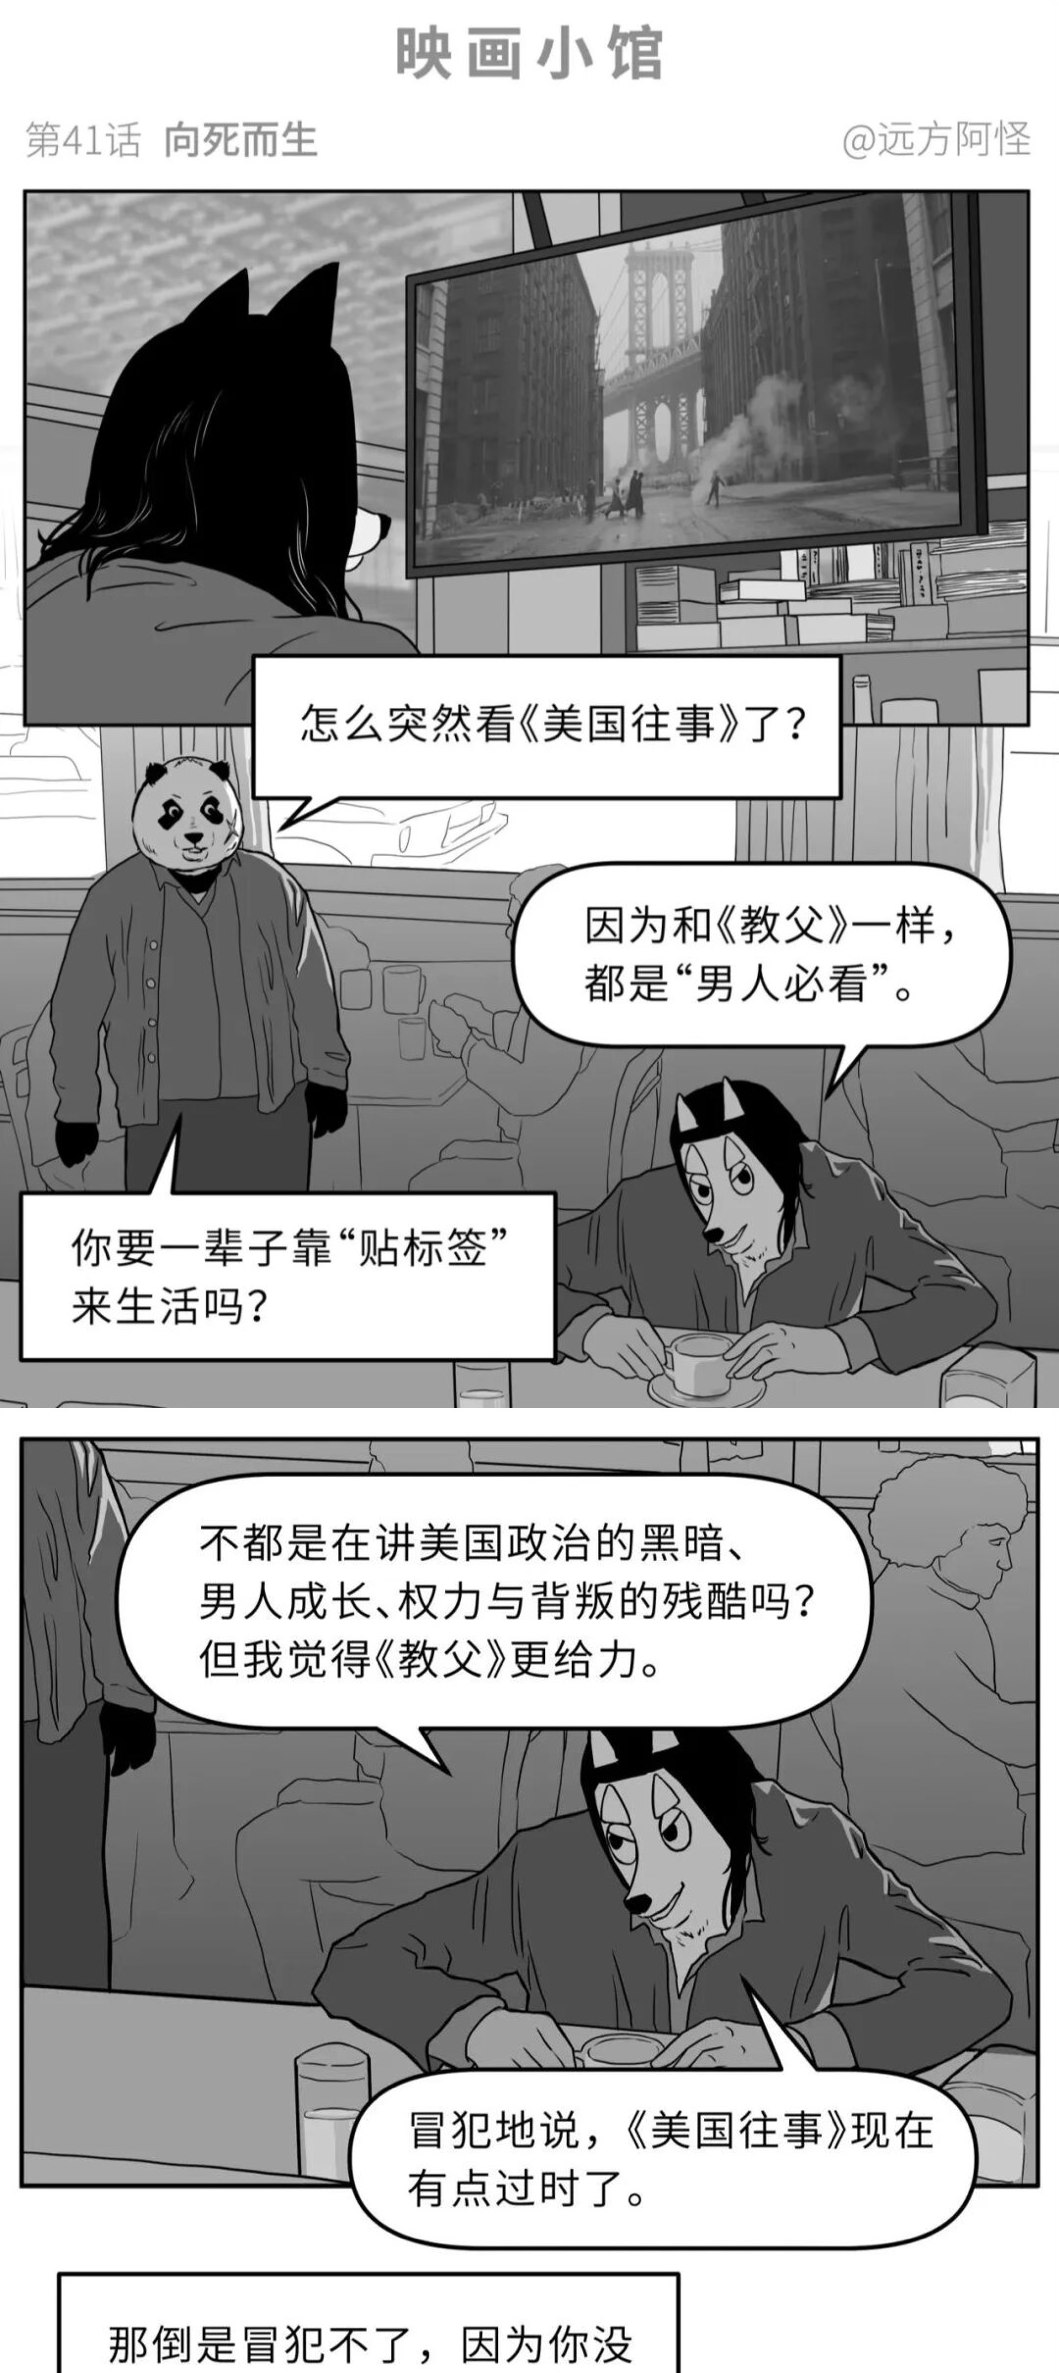 映画小馆
第41话 向死而生
@远方阿怪
怎么突然看《美国往事》了？
因为和《教父》一样，
都是“男人必看”。
你要一辈子靠“贴标签”
来生活吗？
不都是在讲美国政治的黑暗、
男人成长、权力与背叛的残酷吗？
但我觉得《教父》更给力。
冒犯地说，《美国往事》现在
有点过时了。
那倒是冒犯不了，因为你没